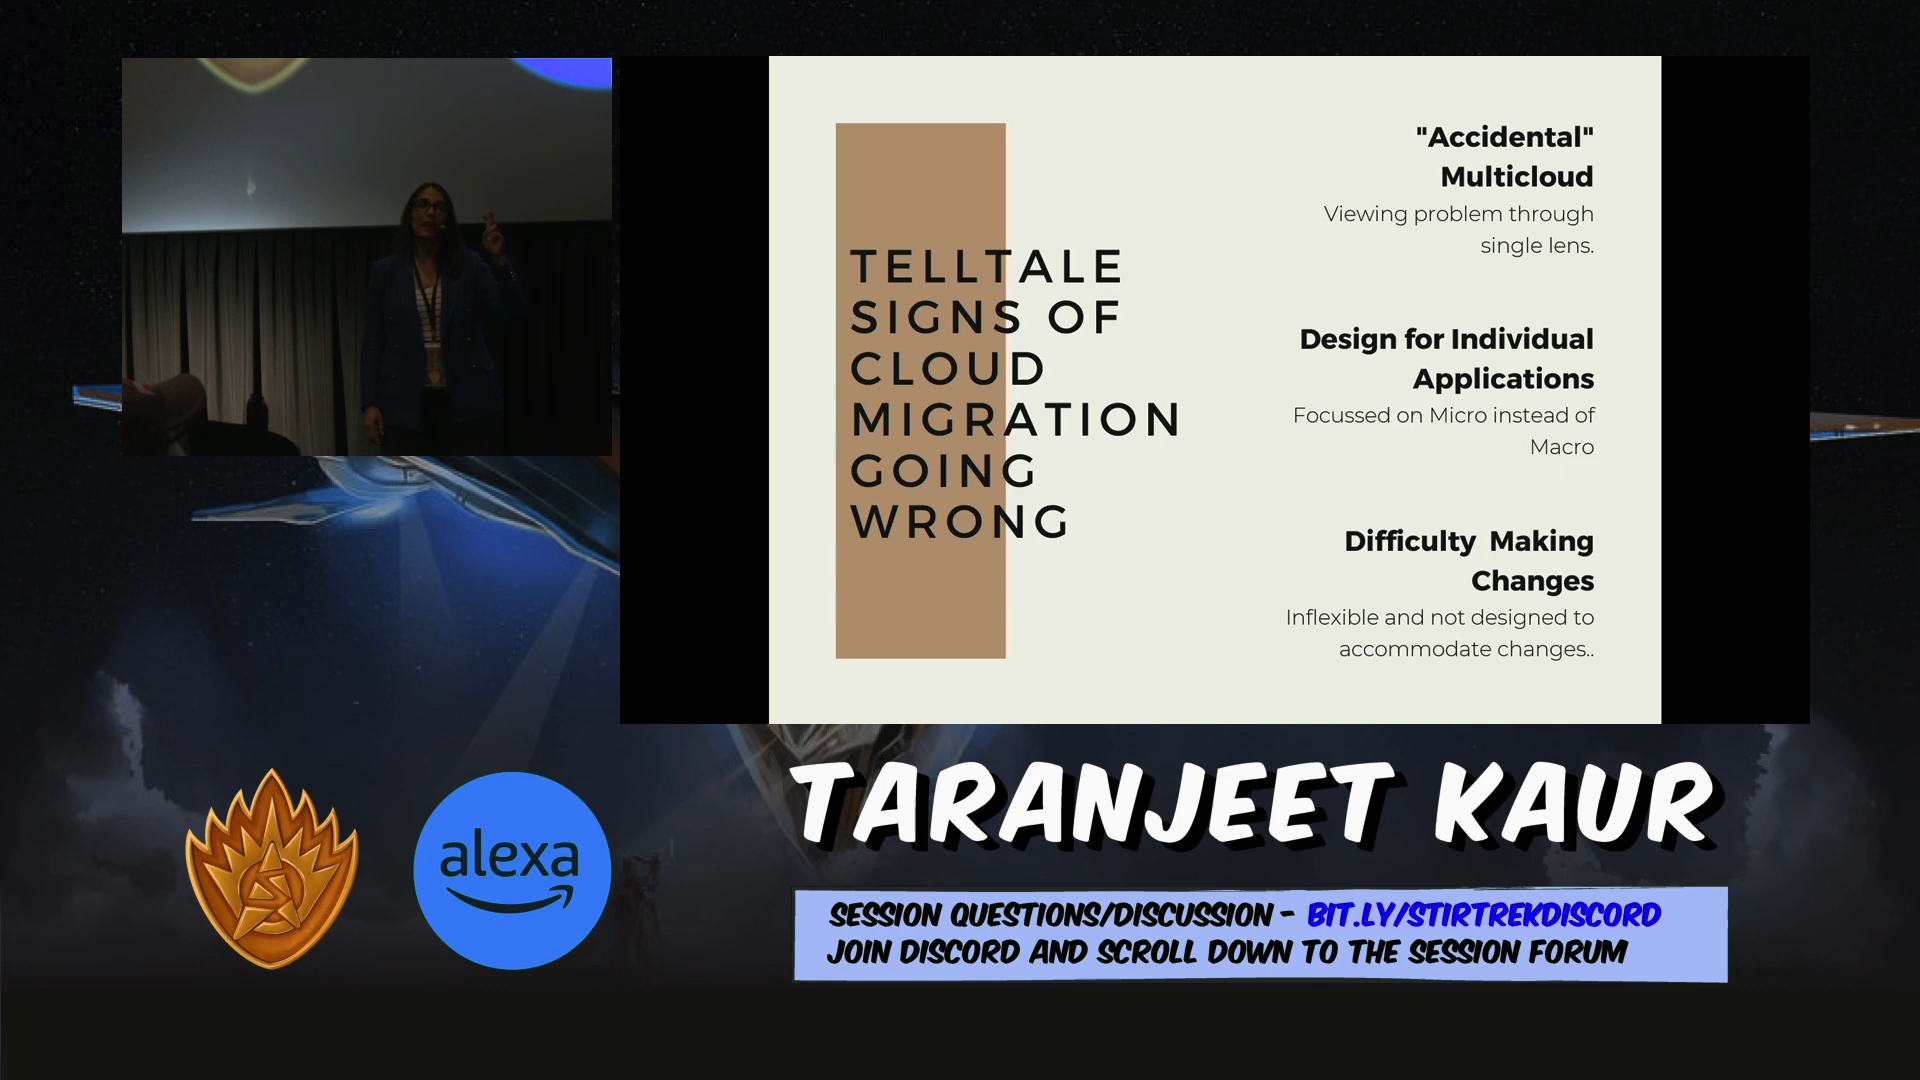 TELLTALE
SIGNS OF
CLOUD
MIGRATION
GOING
WRONG
"Accidental"
Multicloud
Viewing problem through
single lens.
Design for Individual
Applications
Focussed on Micro instead of
Macro
Difficulty Making
Changes
Inflexible and not designed to
accommodate changes..
alexa
TARANJEET KAUR
SESSION QUESTIONS/DISCUSSION - BIT.LY/STIRTREKDISCORD
JOIN DISCORD AND SCROLL DOWN TO THE SESSION FORUM